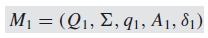 M₁ = (Q₁, Σ, q₁, A₁, δ₁)